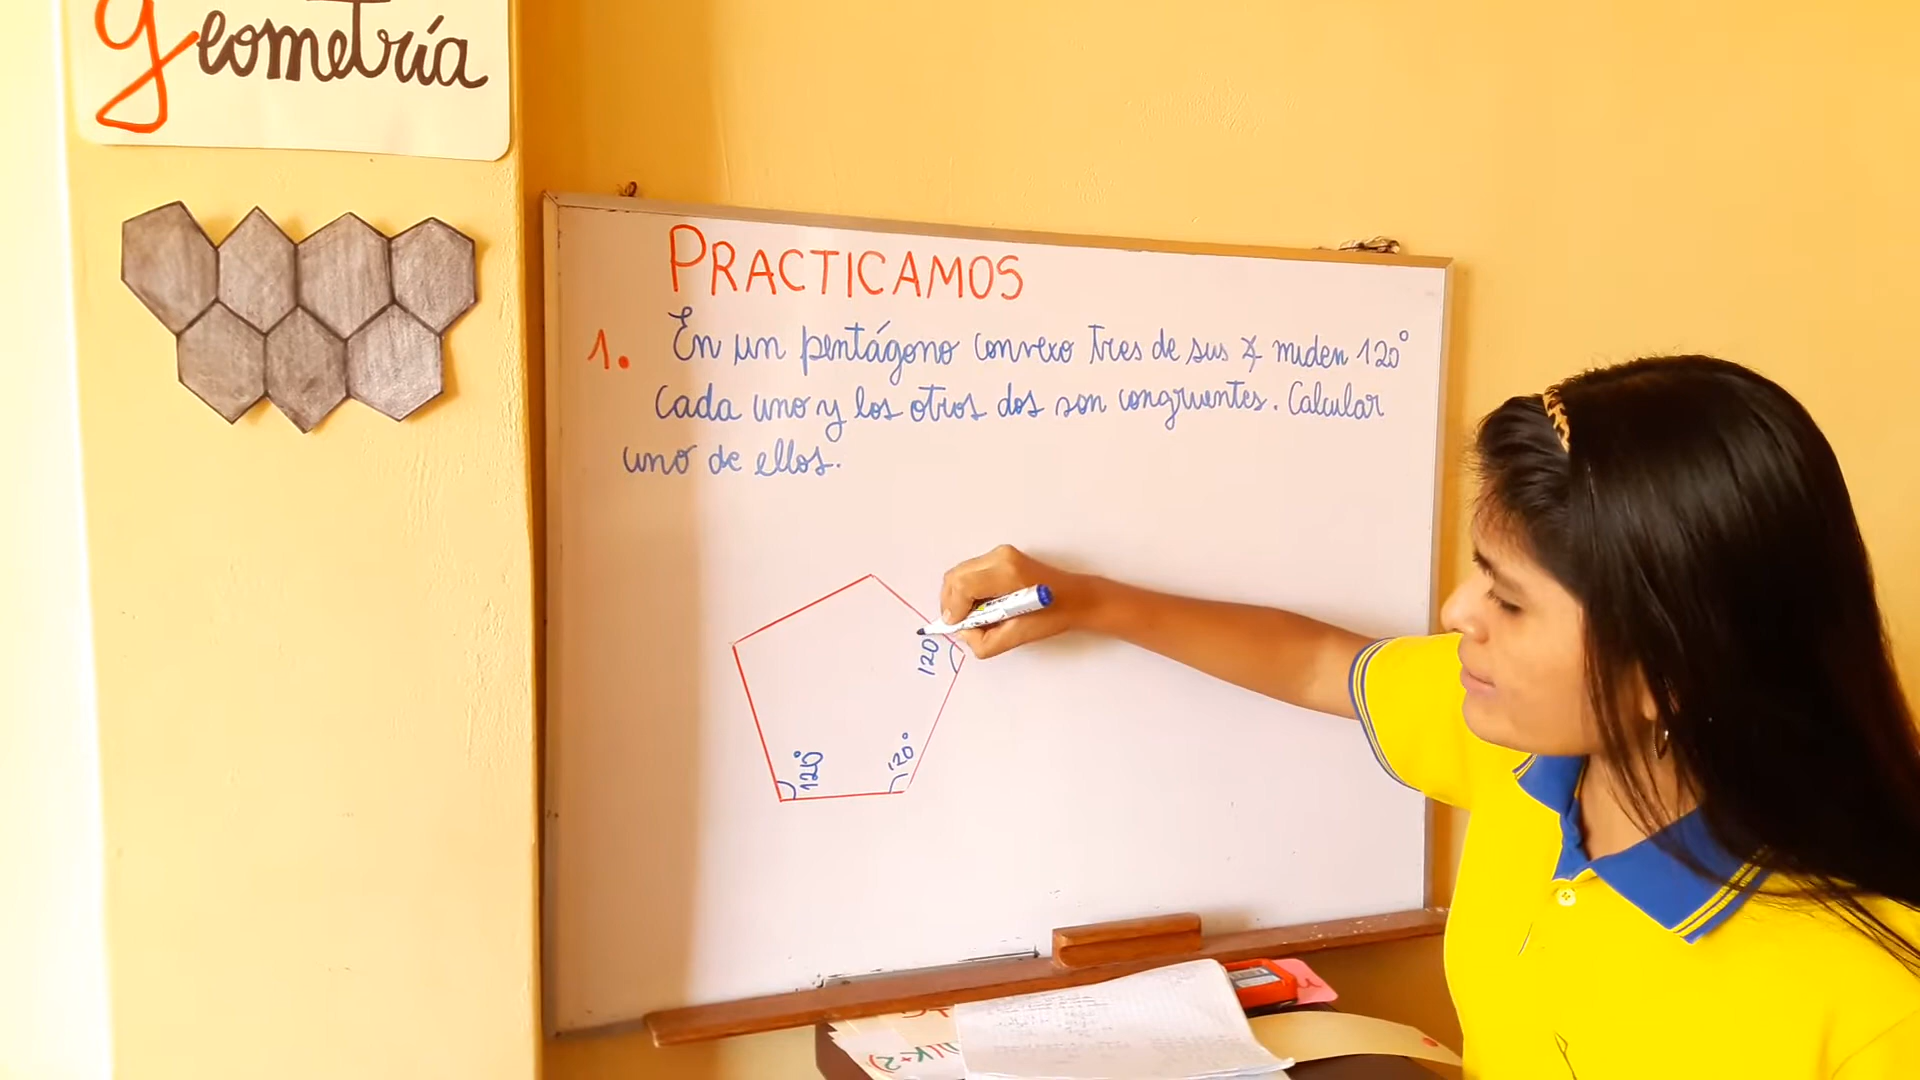 Geometría
PRACTICAMOS
1. En un pentágono convexo tres de sus ∡ miden 120°
cada uno y los otros dos son congruentes. Calcular
uno de ellos.
120
120°
120°